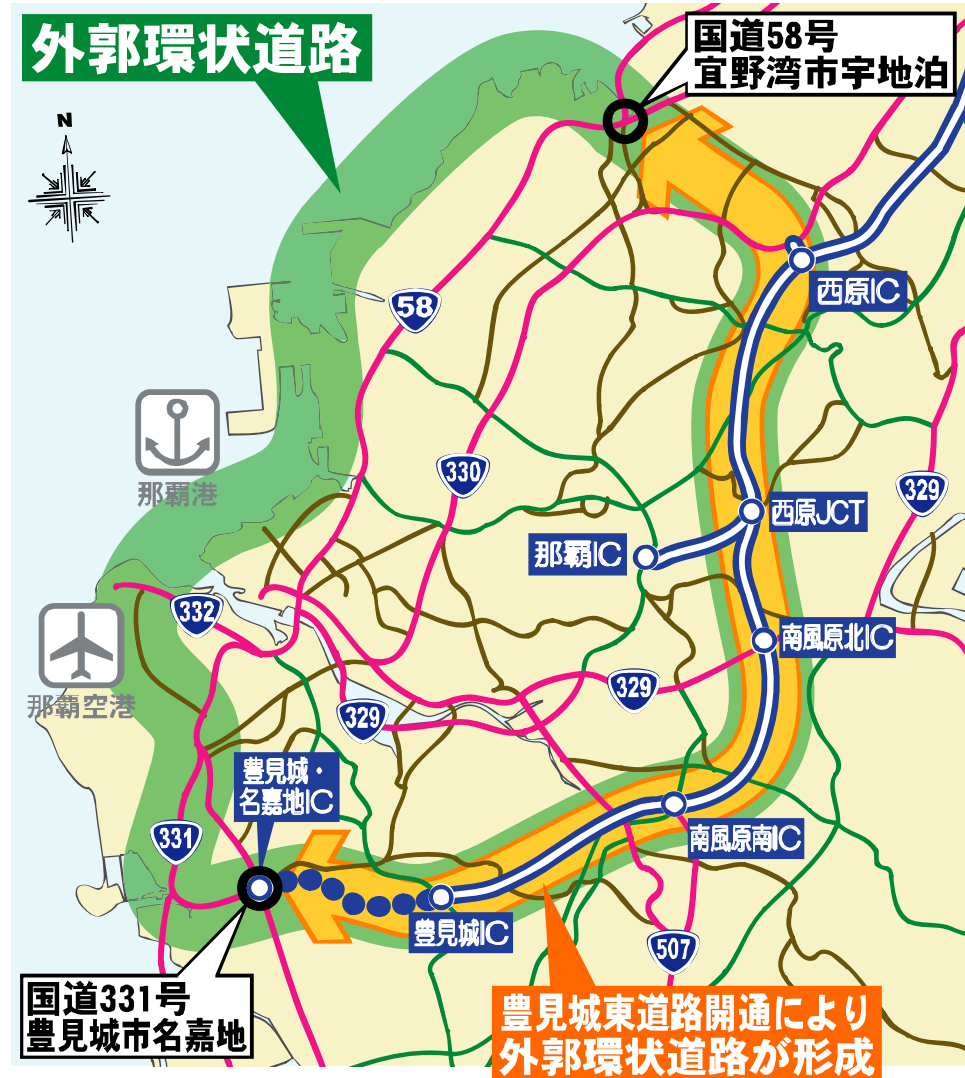 外郭環状道路
国道58号
宜野湾市宇地泊
N
西原IC
58
那覇港
330
329
西原JCT
那覇IC
332
南風原北IC
那覇空港
329
329
豊見城・
名嘉地IC
331
南風原南IC
豊見城IC
507
国道331号
豊見城市名嘉地
豊見城東道路開通により
外郭環状道路が形成